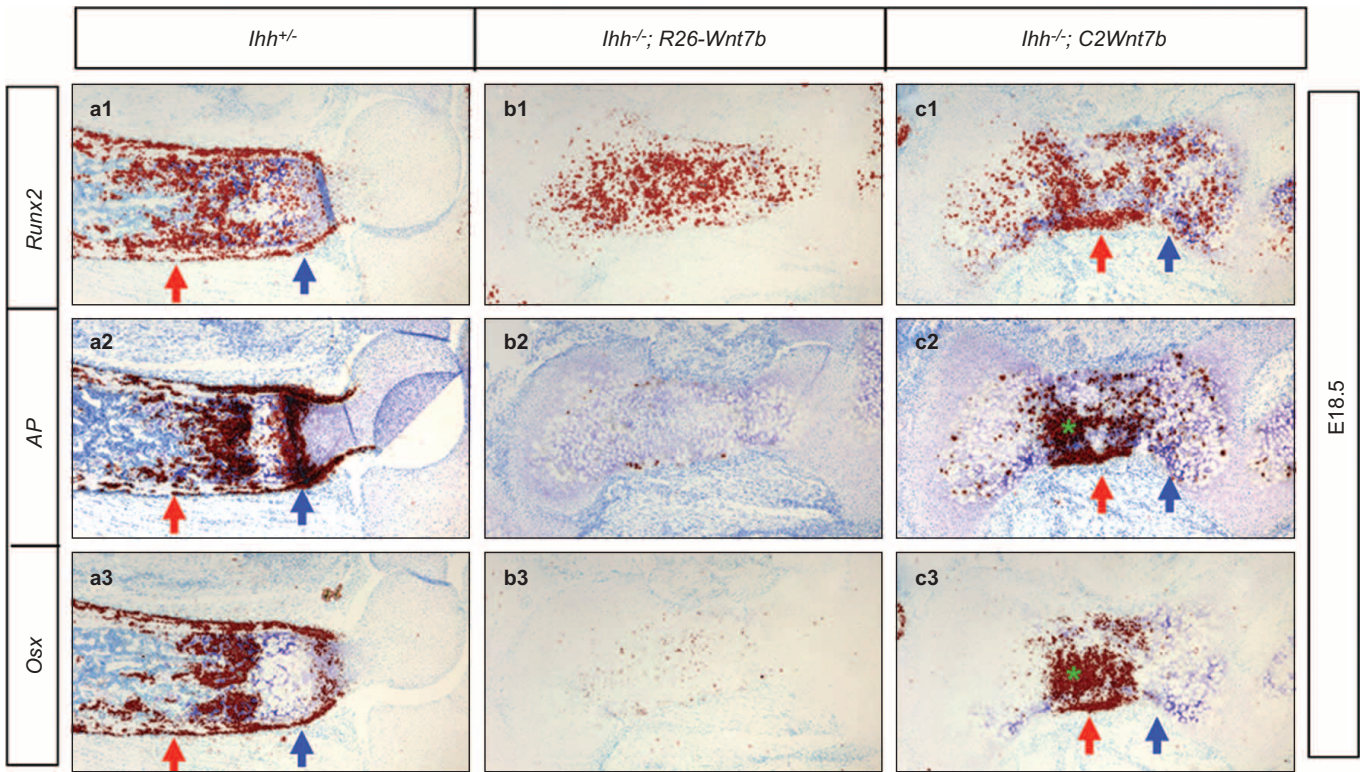 Ihh+/-
Ihh-/-; R26-Wnt7b
Ihh-/-; C2Wnt7b
Runx2
a1
b1
c1
AP
a2
b2
c2
*
Osx
a3
b3
c3
*
E18.5